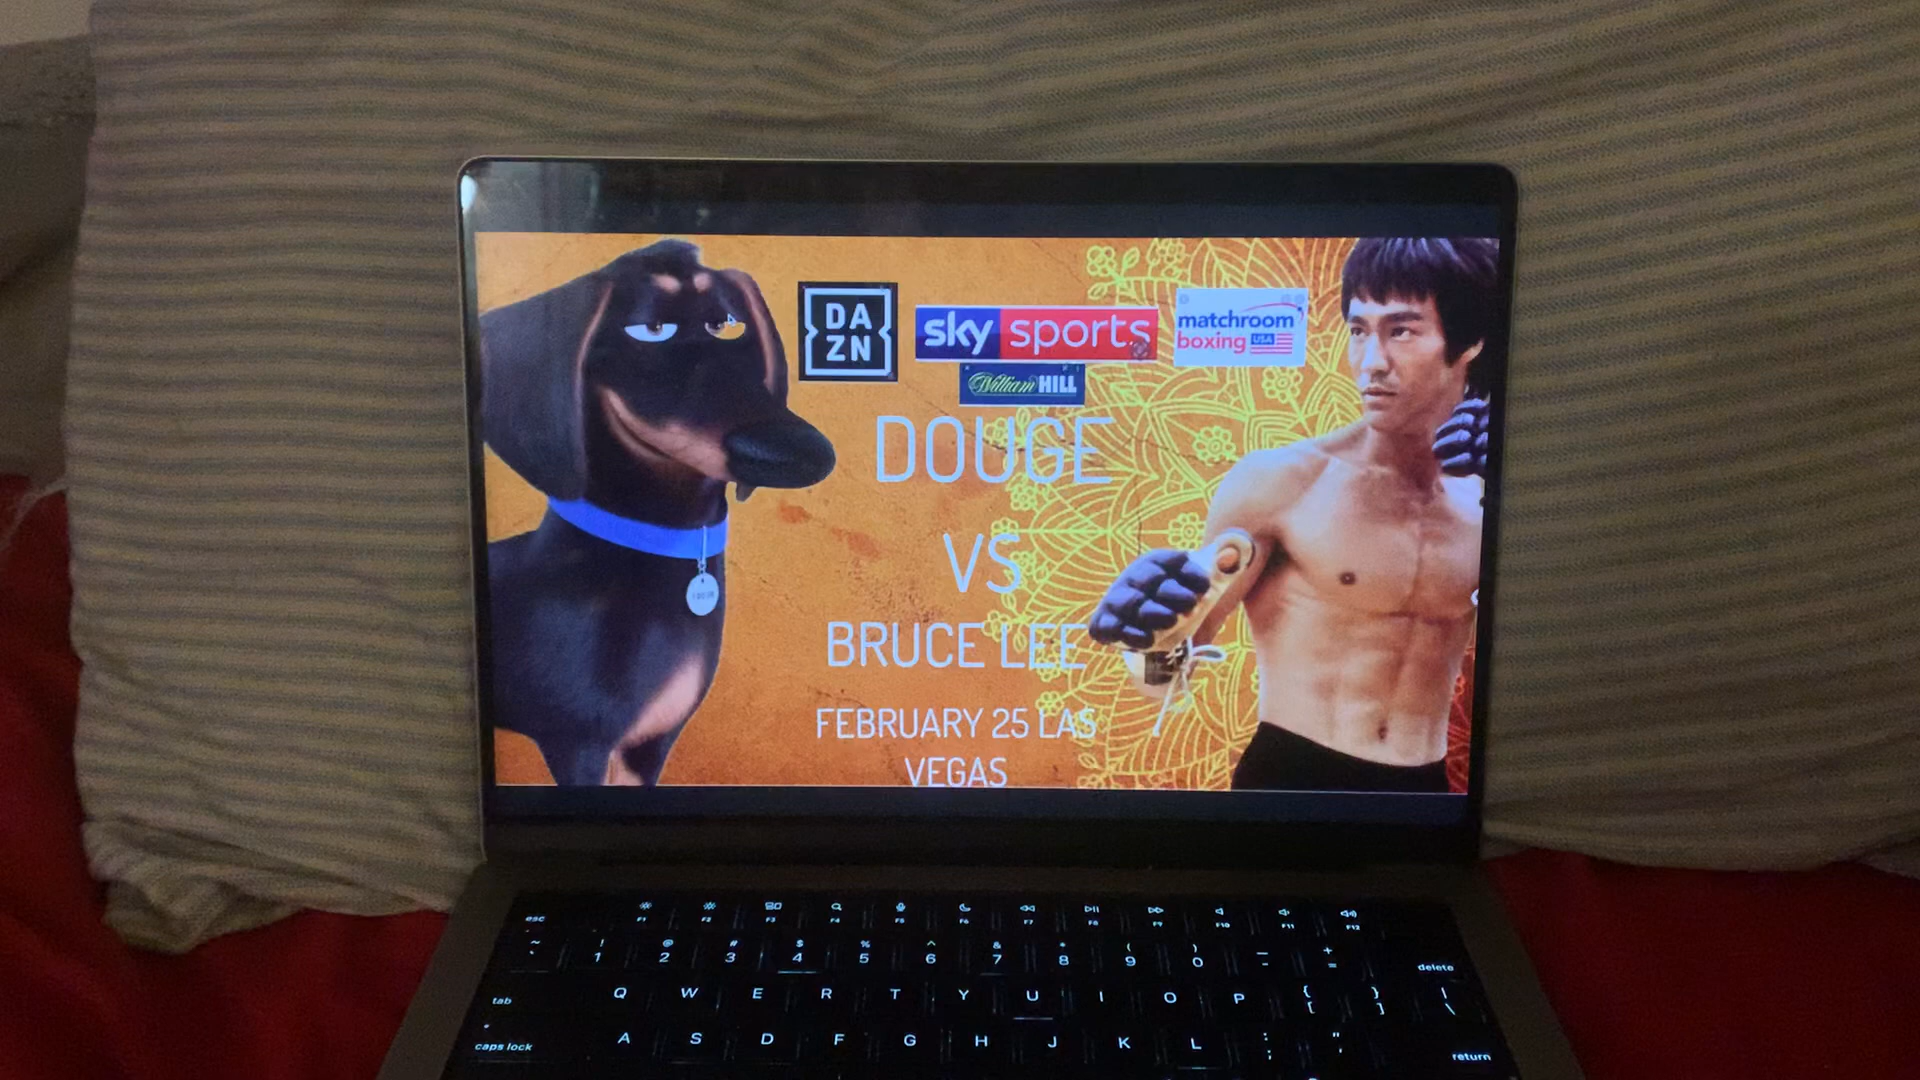 DAZN
sky sports
matchroom
boxing USA
William HILL
DOUGE
VS
BRUCE LEE
FEBRUARY 25 LAS
VEGAS
esc F1 F2 F3 F4 F5 F6 F7 F8 F9 F10 F11 F12
~ ` ! 1 @ 2 # 3 $ 4 % 5 ^ 6 & 7 * 8 ( 9 ) 0 _ - + = delete
tab Q W E R T Y U I O P { [ } ] | \
caps lock A S D F G H J K L : ; " ' return